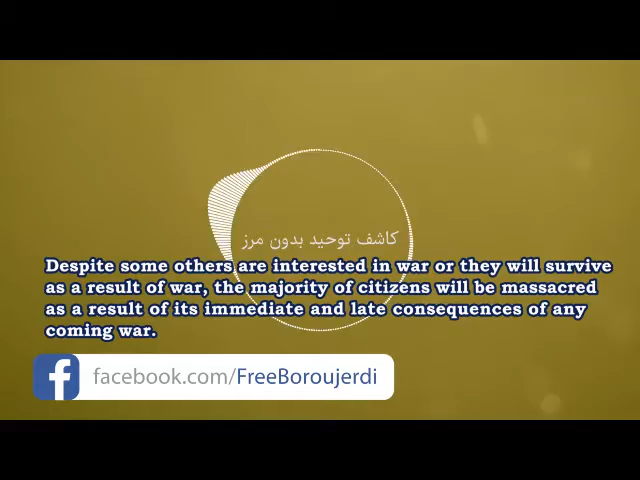 کاشف توحید بدون مرز
Despite some others are interested in war or they will survive
as a result of war, the majority of citizens will be massacred
as a result of its immediate and late consequences of any
coming war.
facebook.com/FreeBoroujerdi